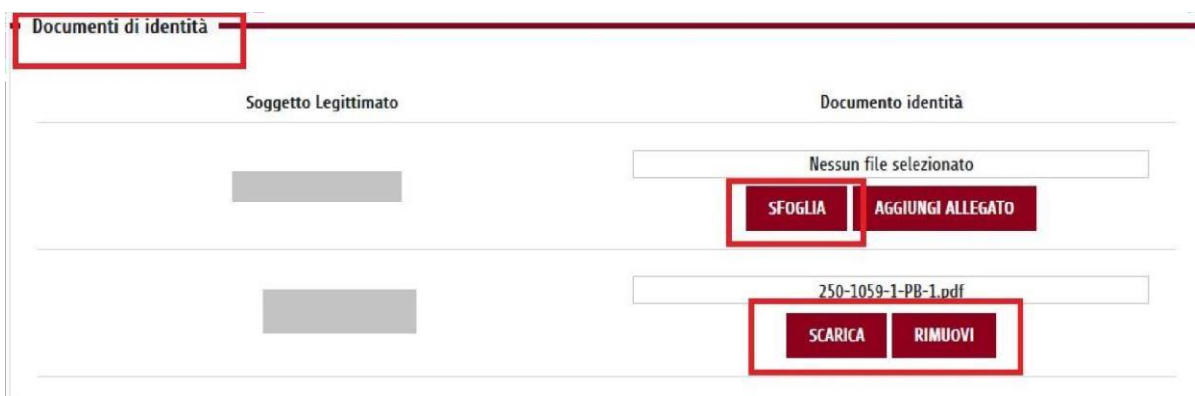 Documenti di identità
Soggetto Legittimato Documento identità
Nessun file selezionato
SFOGLIA AGGIUNGI ALLEGATO
250-1059-1-PB-1.pdf
SCARICA RIMUOVI